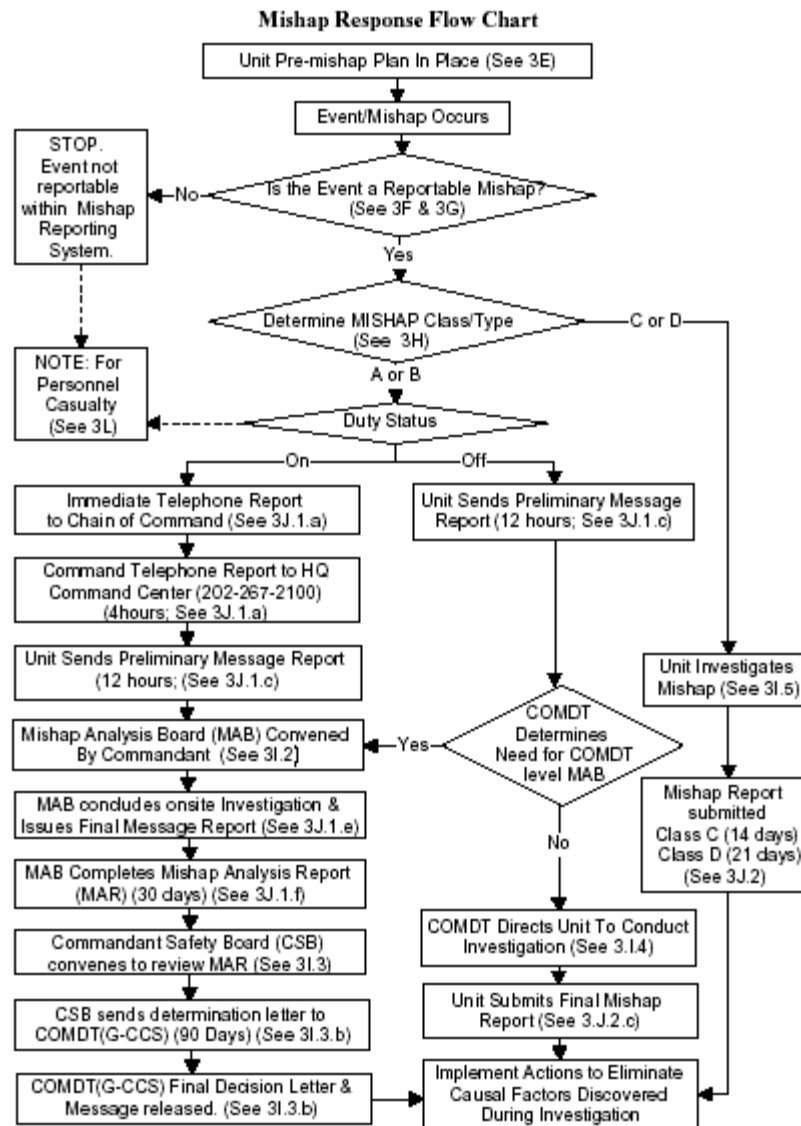 Mishap Response Flow Chart
Unit Pre-mishap Plan In Place (See 3E)
Event/Mishap Occurs
STOP.
Event not
reportable
within Mishap
Reporting
System.
No
Is the Event a Reportable Mishap?
(See 3F & 3G)
Yes
Determine MISHAP Class/Type
(See 3H)
C or D
A or B
NOTE: For
Personnel
Casualty
(See 3L)
Duty Status
On
Off
Immediate Telephone Report
to Chain of Command (See 3J.1.a)
Command Telephone Report to HQ
Command Center (202-267-2100)
(4hours; See 3J.1.a)
Unit Sends Preliminary Message Report
(12 hours; (See 3J.1.c)
Mishap Analysis Board (MAB) Convened
By Commandant (See 3I.2)
MAB concludes onsite Investigation &
Issues Final Message Report (See 3J.1.e)
MAB Completes Mishap Analysis Report
(MAR) (30 days) (See 3J.1.f)
Commandant Safety Board (CSB)
convenes to review MAR (See 3I.3)
CSB sends determination letter to
COMDT(G-CCS) (90 Days) (See 3I.3.b)
COMDT(G-CCS) Final Decision Letter &
Message released. (See 3I.3.b)
Unit Sends Preliminary Message
Report (12 hours; See 3J.1.c)
COMDT
Determines
Need for COMDT
level MAB
Yes
No
COMDT Directs Unit To Conduct
Investigation (See 3.I.4)
Unit Submits Final Mishap
Report (See 3.J.2.c)
Implement Actions to Eliminate
Causal Factors Discovered
During Investigation
Unit Investigates
Mishap (See 3I.5)
Mishap Report
submitted
Class C (14 days)
Class D (21 days)
(See 3J.2)